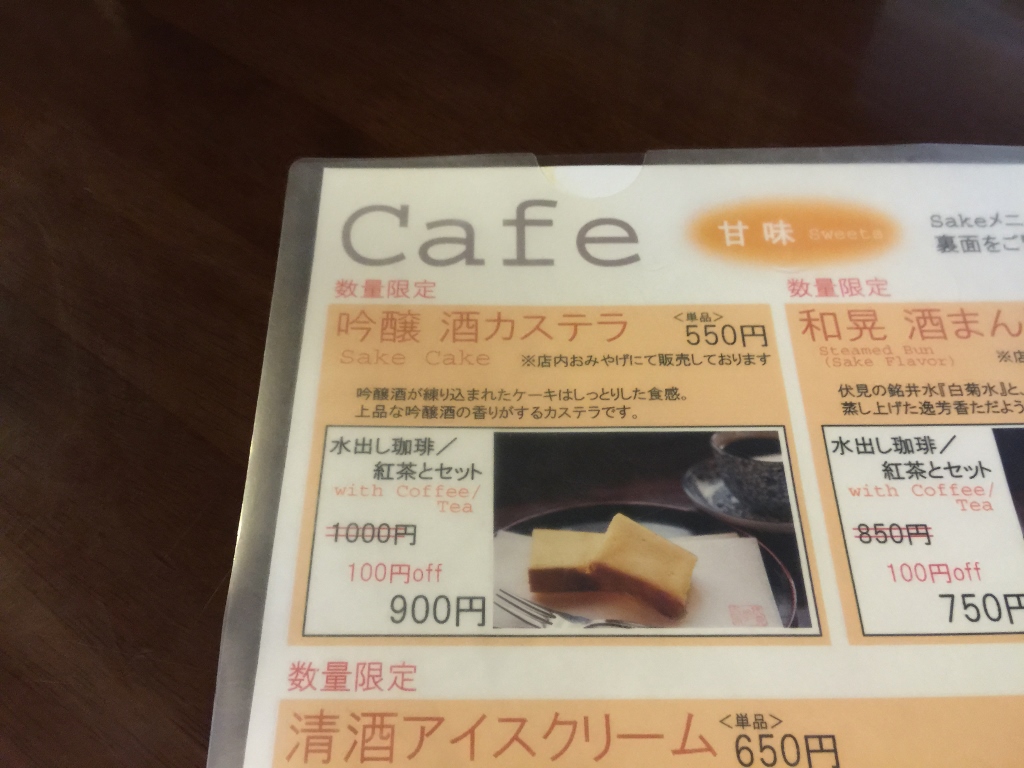 Cafe
甘味 Sweets
Sakeメニ
裏面をご
数量限定
吟醸 酒カステラ
Sake Cake
<単品>
550円
※店内おみやげにて販売しております
吟醸酒が練り込まれたケーキはしっとりした食感。
上品な吟醸酒の香りがするカステラです。
水出し珈琲／
紅茶とセット
with Coffee/
Tea
1000円
100円off
900円
数量限定
和晃 酒まん
Steamed Bun
(Sake Flavor)
※店
伏見の銘井水『白菊水』と、
蒸し上げた逸芳香ただよう
水出し珈琲／
紅茶とセット
with Coffee/
Tea
850円
100円off
750円
数量限定
清酒アイスクリーム
<単品>
650円